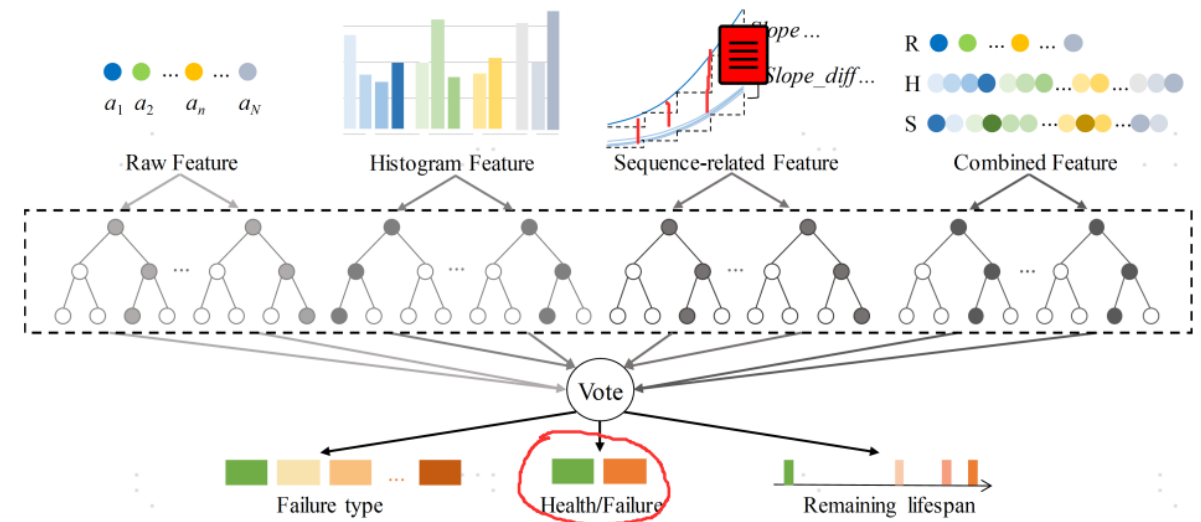 Slope...
Slope_diff...
a1 a2 ... an ... aN
R ... ...
H ... ...
S ... ...
Raw Feature
Histogram Feature
Sequence-related Feature
Combined Feature
... ... ... ...
Vote
...
Failure type
Health/Failure
Remaining lifespan